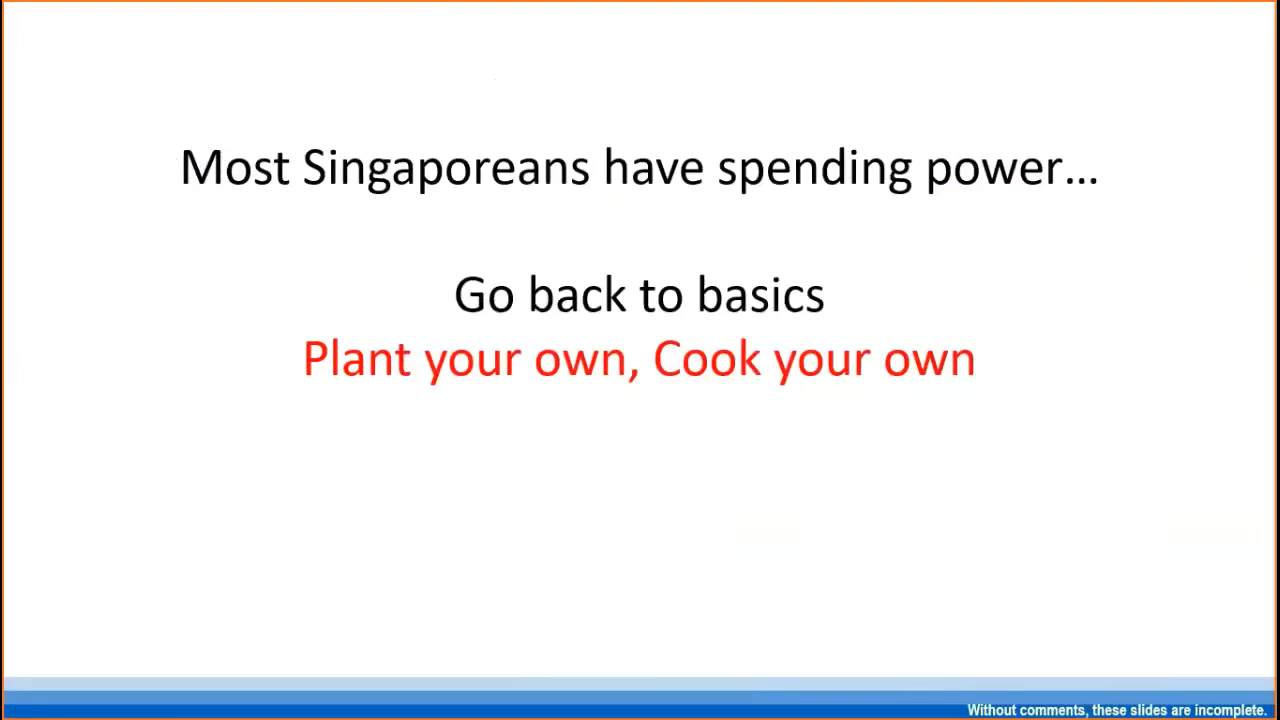 Most Singaporeans have spending power…
Go back to basics
Plant your own, Cook your own
Without comments, these slides are incomplete.